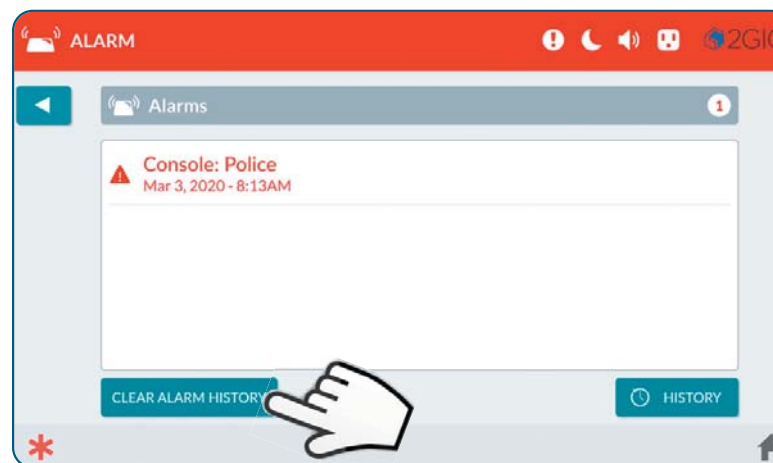 ALARM
2GIG
Alarms
1
Console: Police
Mar 3, 2020 - 8:13AM
CLEAR ALARM HISTORY
HISTORY